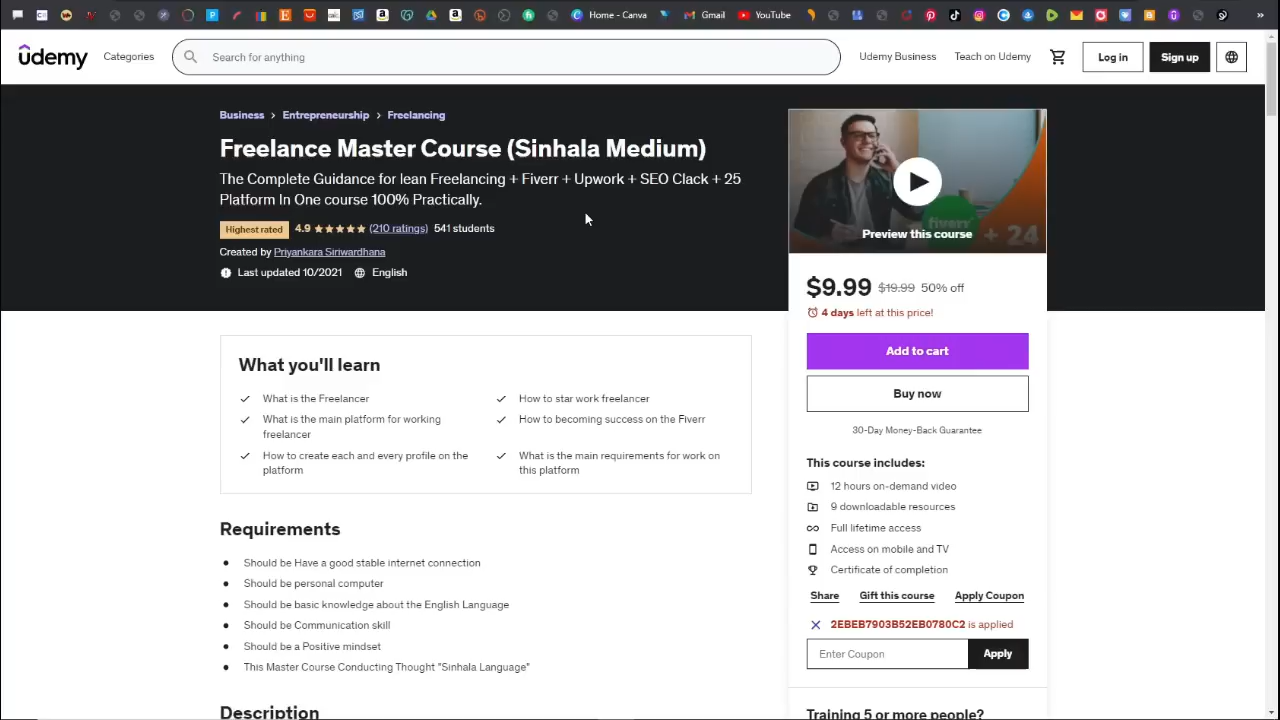 Home - Canva
Gmail
YouTube
»
udemy
Categories
Search for anything
Udemy Business
Teach on Udemy
Log in
Sign up
Business > Entrepreneurship > Freelancing
Freelance Master Course (Sinhala Medium)
The Complete Guidance for lean Freelancing + Fiverr + Upwork + SEO Clack + 25
Platform In One course 100% Practically.
Highest rated 4.9 (210 ratings) 541 students
Created by Priyankara Siriwardhana
Last updated 10/2021 English
fiverr
+ 24
Preview this course
$9.99 $19.99 50% off
4 days left at this price!
Add to cart
Buy now
30-Day Money-Back Guarantee
This course includes:
12 hours on-demand video
9 downloadable resources
Full lifetime access
Access on mobile and TV
Certificate of completion
Share Gift this course Apply Coupon
2EBEB7903B52EB0780C2 is applied
Enter Coupon Apply
Training 5 or more people?
What you'll learn
What is the Freelancer
How to star work freelancer
What is the main platform for working
freelancer
How to becoming success on the Fiverr
How to create each and every profile on the
platform
What is the main requirements for work on
this platform
Requirements
Should be Have a good stable internet connection
Should be personal computer
Should be basic knowledge about the English Language
Should be Communication skill
Should be a Positive mindset
This Master Course Conducting Thought "Sinhala Language"
Description